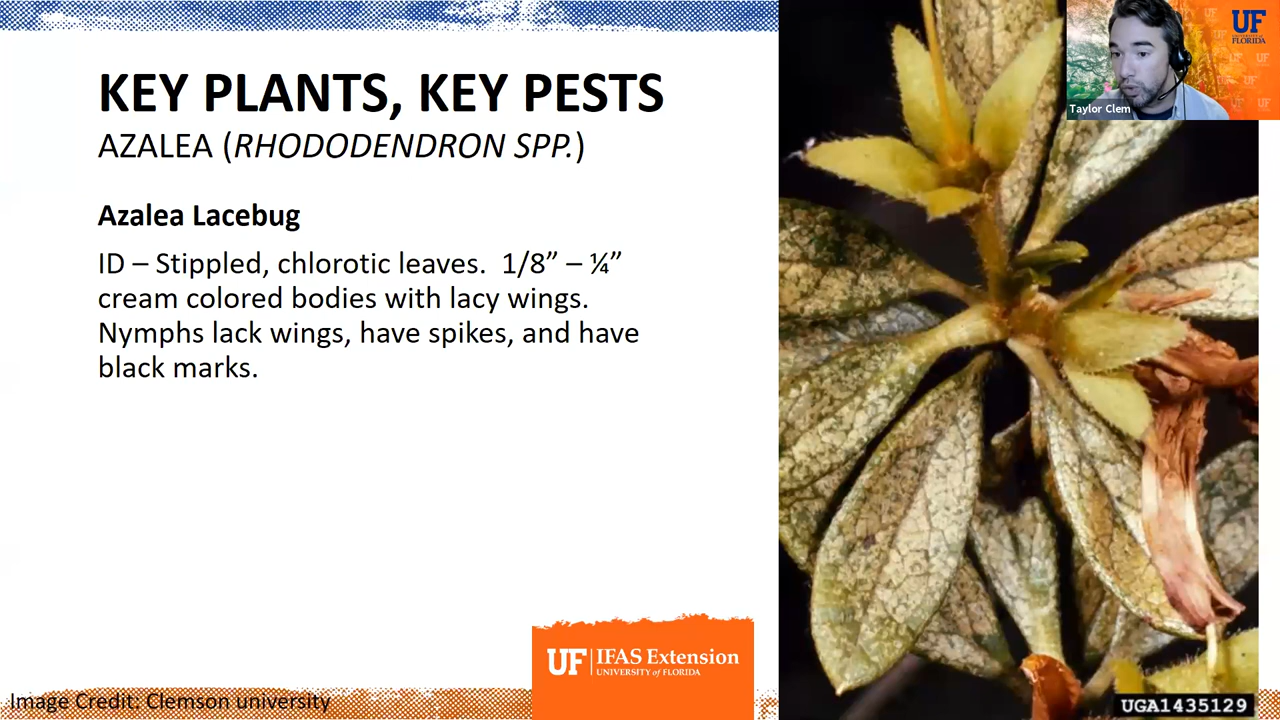 KEY PLANTS, KEY PESTS
AZALEA (RHODODENDRON SPP.)
Azalea Lacebug
ID – Stippled, chlorotic leaves.  1/8” – ¼”
cream colored bodies with lacy wings.
Nymphs lack wings, have spikes, and have
black marks.
UF
UNIVERSITY of
FLORIDA
Taylor Clem
UF | IFAS Extension
UNIVERSITY of FLORIDA
Image Credit: Clemson university
UGA1435129